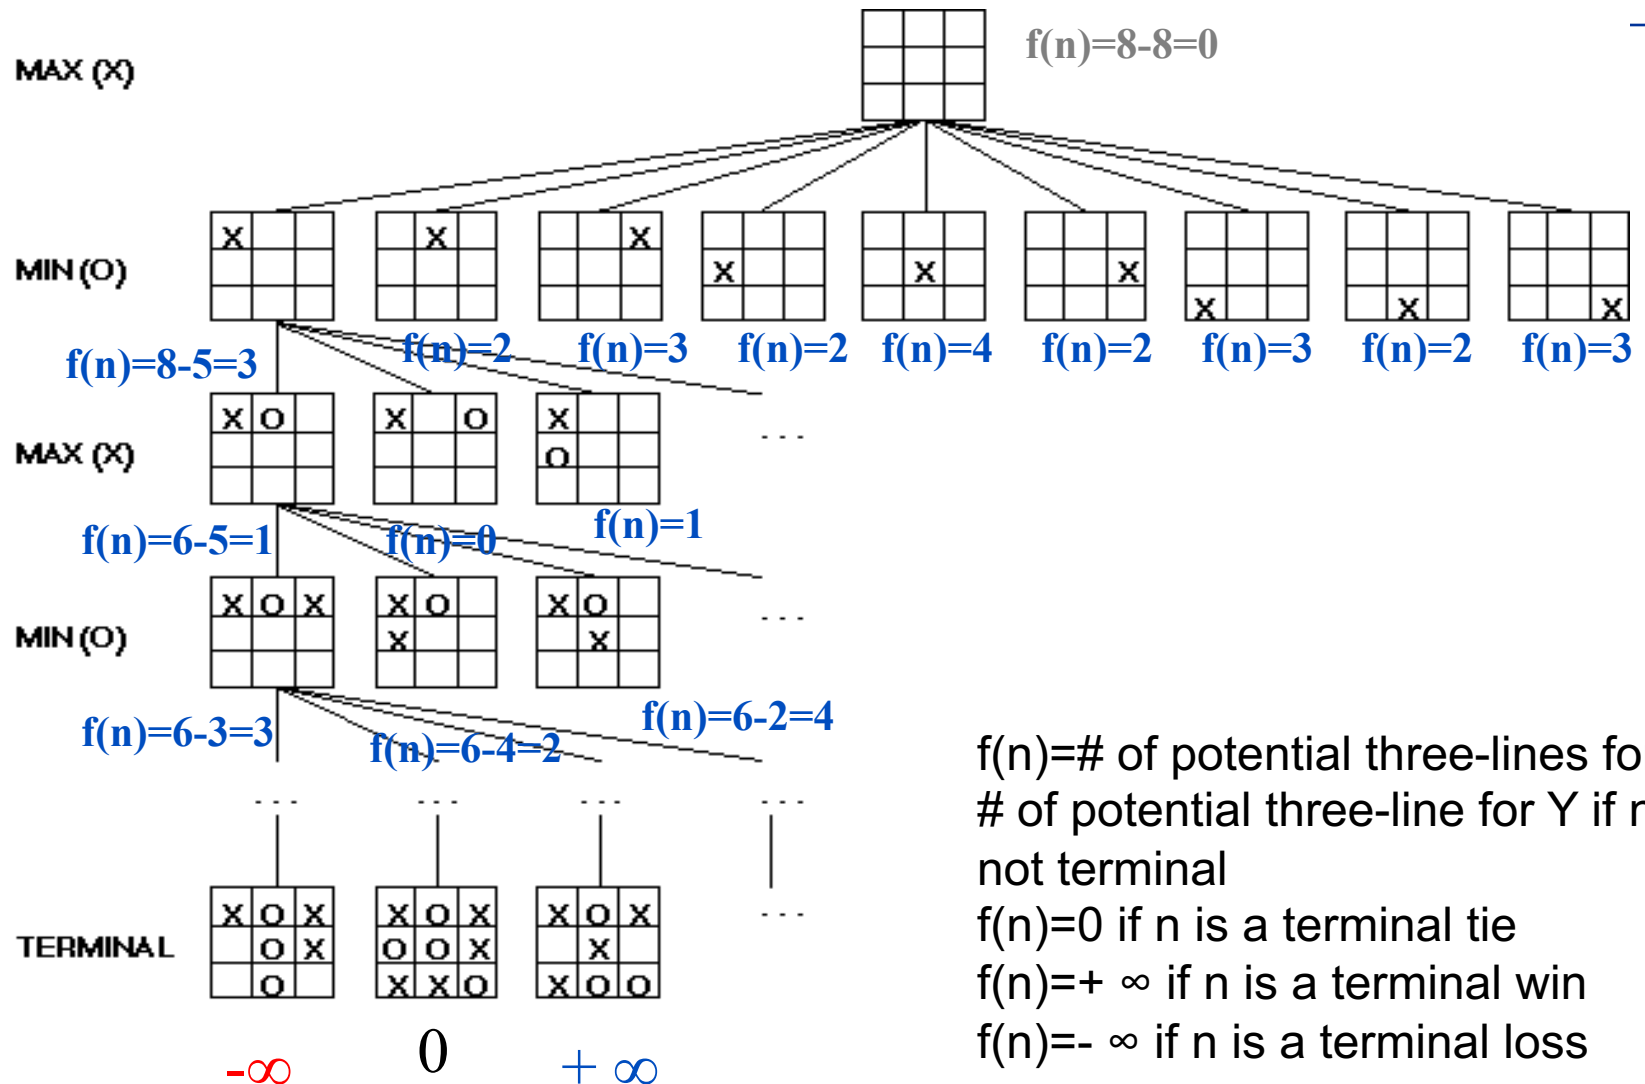 f(n)=8-8=0
MAX (X)
X X X X X X X X X
MIN (O)
f(n)=8-5=3 f(n)=2 f(n)=3 f(n)=2 f(n)=4 f(n)=2 f(n)=3 f(n)=2 f(n)=3
X O X O X
MAX (X)
O
...
f(n)=6-5=1 f(n)=0 f(n)=1
X O X X O X O
MIN (O)
X X
...
f(n)=6-3=3 f(n)=6-4=2 f(n)=6-2=4
... ... ... ...
X O X X O X X O X
TERMINAL
O X O O X X
...
O X X O X O O
-∞ 0 + ∞
f(n)=# of potential three-lines fo
# of potential three-line for Y if
not terminal
f(n)=0 if n is a terminal tie
f(n)=+ ∞ if n is a terminal win
f(n)=- ∞ if n is a terminal loss